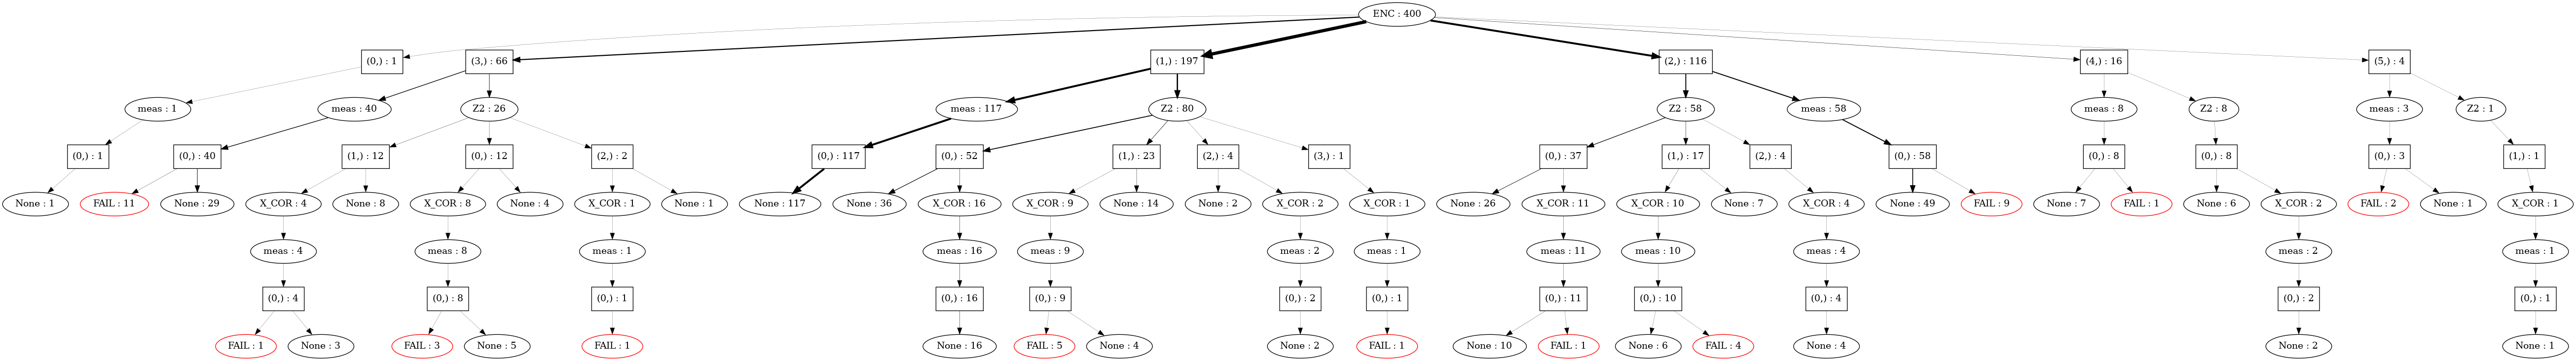 ENC : 400
(0,) : 1
(3,) : 66
(1,) : 197
(2,) : 116
(4,) : 16
(5,) : 4
meas : 1
meas : 40
Z2 : 26
meas : 117
Z2 : 80
Z2 : 58
meas : 58
meas : 8
Z2 : 8
meas : 3
Z2 : 1
(0,) : 1
(0,) : 40
(1,) : 12
(0,) : 12
(2,) : 2
(0,) : 117
(0,) : 52
(1,) : 23
(2,) : 4
(3,) : 1
(0,) : 37
(1,) : 17
(2,) : 4
(0,) : 58
(0,) : 8
(0,) : 8
(0,) : 3
(1,) : 1
None : 1
FAIL : 11
None : 29
X_COR : 4
None : 8
X_COR : 8
None : 4
X_COR : 1
None : 1
None : 117
None : 36
X_COR : 16
X_COR : 9
None : 14
None : 2
X_COR : 2
X_COR : 1
None : 26
X_COR : 11
X_COR : 10
None : 7
X_COR : 4
None : 49
FAIL : 9
None : 7
FAIL : 1
None : 6
X_COR : 2
FAIL : 2
None : 1
X_COR : 1
meas : 4
meas : 8
meas : 1
meas : 16
meas : 9
meas : 2
meas : 1
meas : 11
meas : 10
meas : 4
meas : 2
meas : 1
(0,) : 4
(0,) : 8
(0,) : 1
(0,) : 16
(0,) : 9
(0,) : 2
(0,) : 1
(0,) : 11
(0,) : 10
(0,) : 4
(0,) : 2
(0,) : 1
FAIL : 1
None : 3
FAIL : 3
None : 5
FAIL : 1
None : 16
FAIL : 5
None : 4
None : 2
FAIL : 1
None : 10
FAIL : 1
None : 6
FAIL : 4
None : 4
None : 2
None : 1